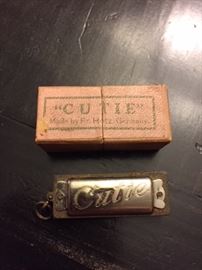 "CUTIE"
Made by Fr. Hotz, Germany.
Cutie